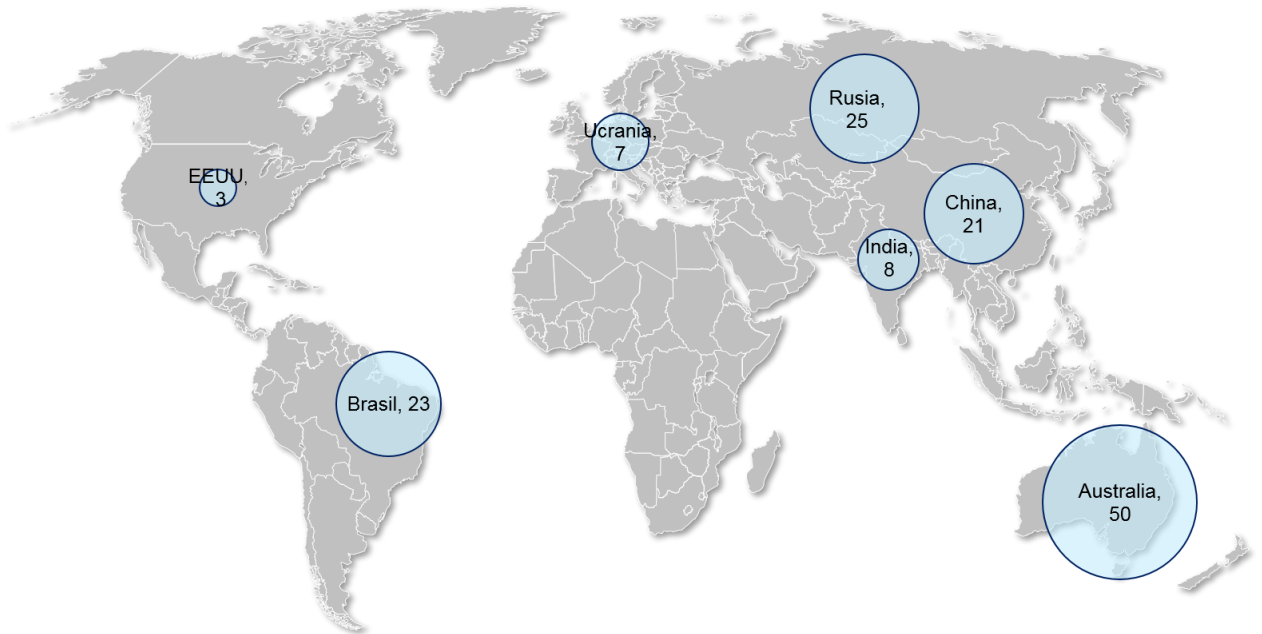 Rusia,
25
Ucrania,
7
EEUU,
3
China,
21
India,
8
Brasil, 23
Australia,
50